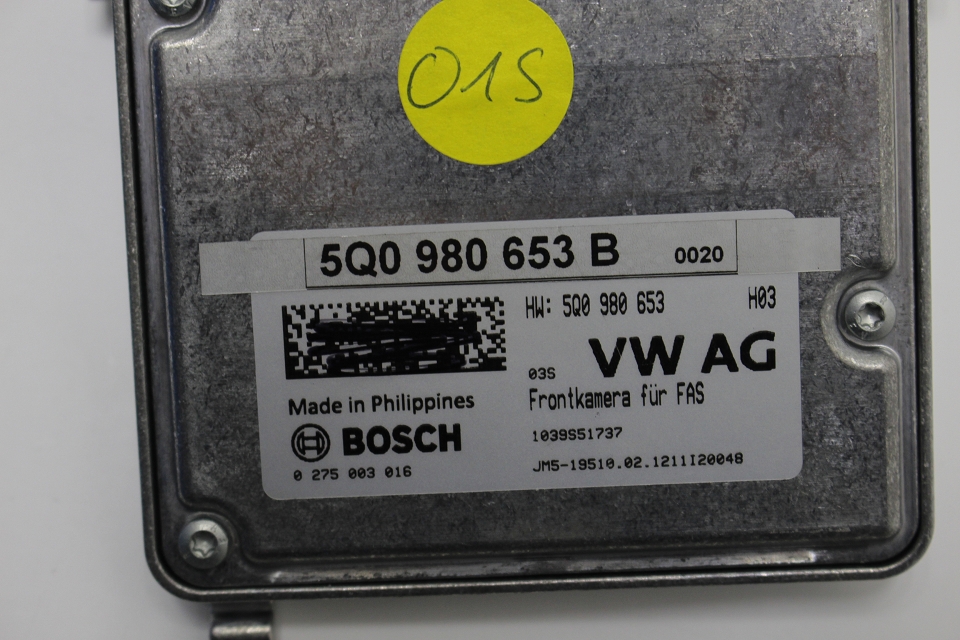 01S
5Q0 980 653 B 0020
HW: 5Q0 980 653 H03
VW AG
03S
Frontkamera für FAS
Made in Philippines
BOSCH
1039S51737
0 275 003 016
JM5-19510.02.1211I20048